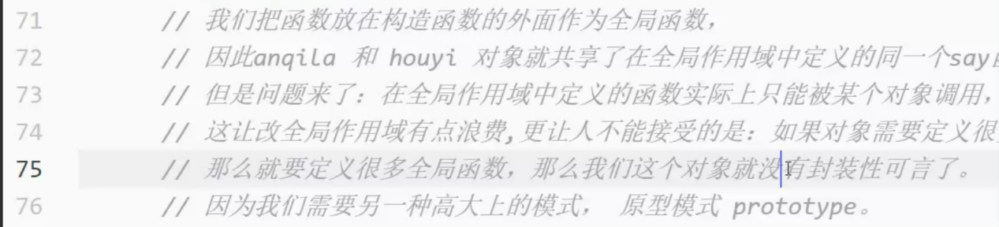 71 // 我们把函数放在构造函数的外面作为全局函数，
72 // 因此anqila 和 houyi 对象就共享了在全局作用域中定义的同一个say
73 // 但是问题来了：在全局作用域中定义的函数实际上只能被某个对象调用，
74 // 这让改全局作用域有点浪费,更让人不能接受的是：如果对象需要定义很
75 // 那么就要定义很多全局函数，那么我们这个对象就没有封装性可言了。
76 // 因为我们需要另一种高大上的模式， 原型模式 prototype。